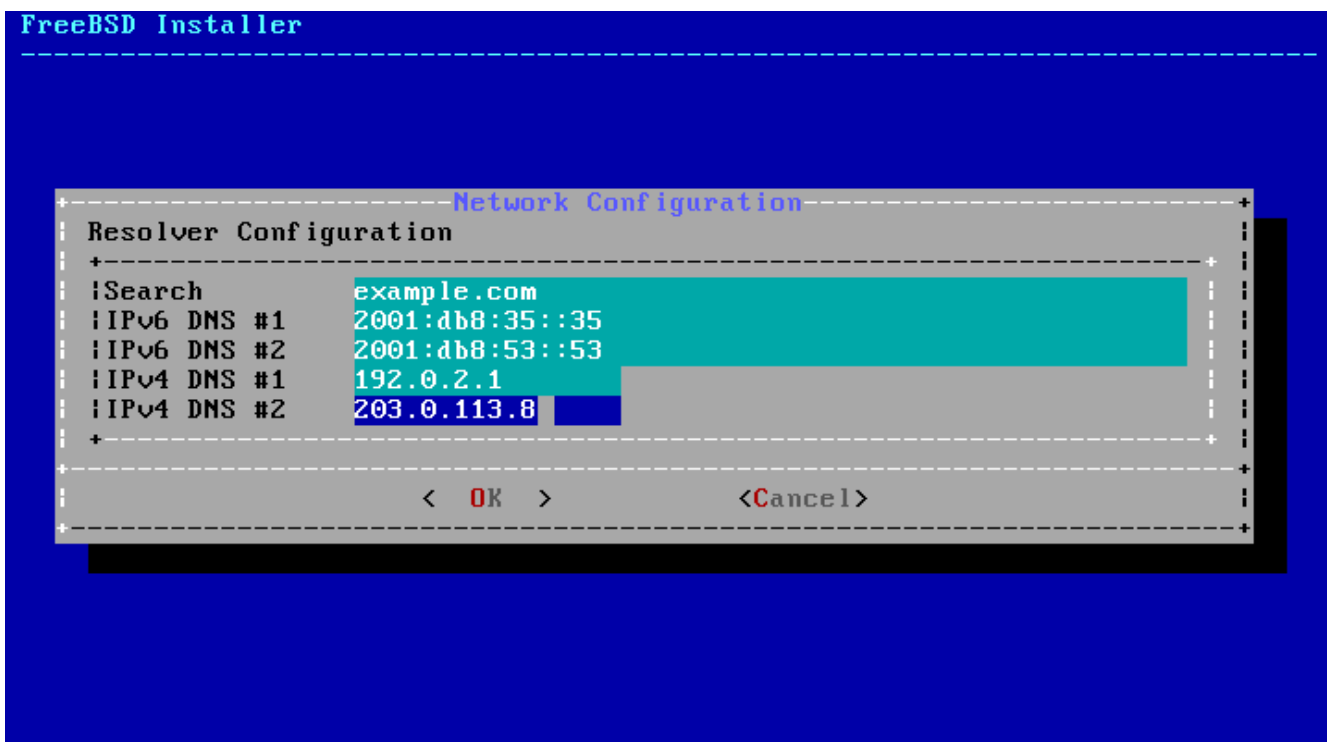 FreeBSD Installer
Network Configuration
Resolver Configuration
Search example.com
IPv6 DNS #1 2001:db8:35::35
IPv6 DNS #2 2001:db8:53::53
IPv4 DNS #1 192.0.2.1
IPv4 DNS #2 203.0.113.8
< OK > <Cancel>